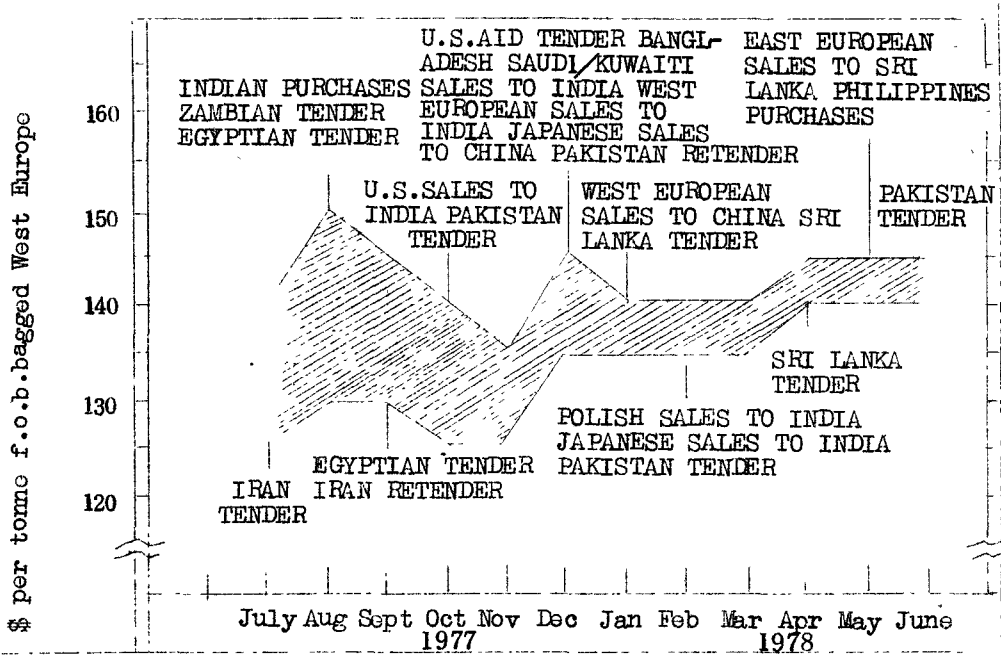 $ per tonne f.o.b.bagged West Europe
160
150
140
130
120
INDIAN PURCHASES
ZAMBIAN TENDER
EGYPTIAN TENDER
U.S.AID TENDER BANGL-
ADESH SAUDI/KUWAITI
SALES TO INDIA WEST
EUROPEAN SALES TO
INDIA JAPANESE SALES
TO CHINA PAKISTAN RETENDER
EAST EUROPEAN
SALES TO SRI
LANKA PHILIPPINES
PURCHASES
U.S.SALES TO
INDIA PAKISTAN
TENDER
WEST EUROPEAN
SALES TO CHINA SRI
LANKA TENDER
PAKISTAN
TENDER
IRAN
TENDER
EGYPTIAN TENDER
IRAN RETENDER
POLISH SALES TO INDIA
JAPANESE SALES TO INDIA
PAKISTAN TENDER
SRI LANKA
TENDER
July Aug Sept Oct Nov Dec Jan Feb Mar Apr May June
1977 1978